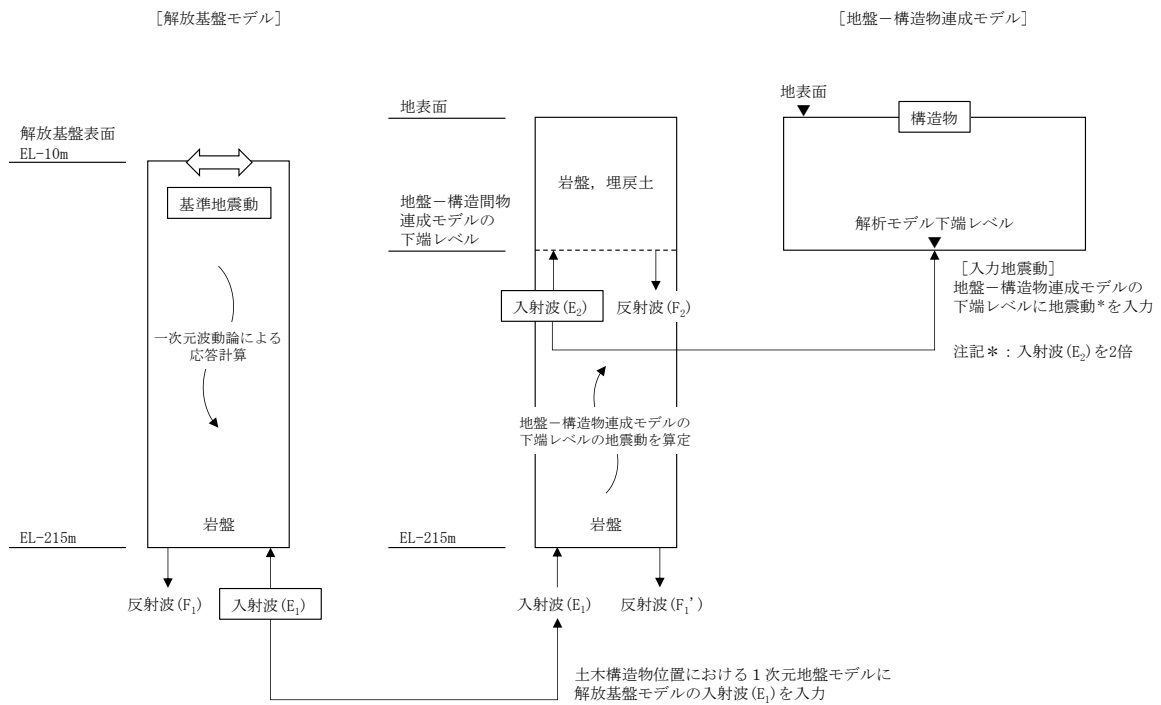 ［解放基盤モデル］
［地盤－構造物連成モデル］
解放基盤表面
EL-10m
基準地震動
一次元波動論による
応答計算
岩盤
EL-215m
反射波(F₁)
入射波(E₁)
地表面
岩盤，埋戻土
地盤－構造間物
連成モデルの
下端レベル
入射波(E₂)
反射波(F₂)
地盤－構造物連成モデルの
下端レベルの地震動を算定
岩盤
EL-215m
入射波(E₁)
反射波(F₁')
土木構造物位置における１次元地盤モデルに
解放基盤モデルの入射波(E₁)を入力
地表面
構造物
解析モデル下端レベル
［入力地震動］
地盤－構造物連成モデルの
下端レベルに地震動*を入力
注記＊：入射波(E₂)を2倍